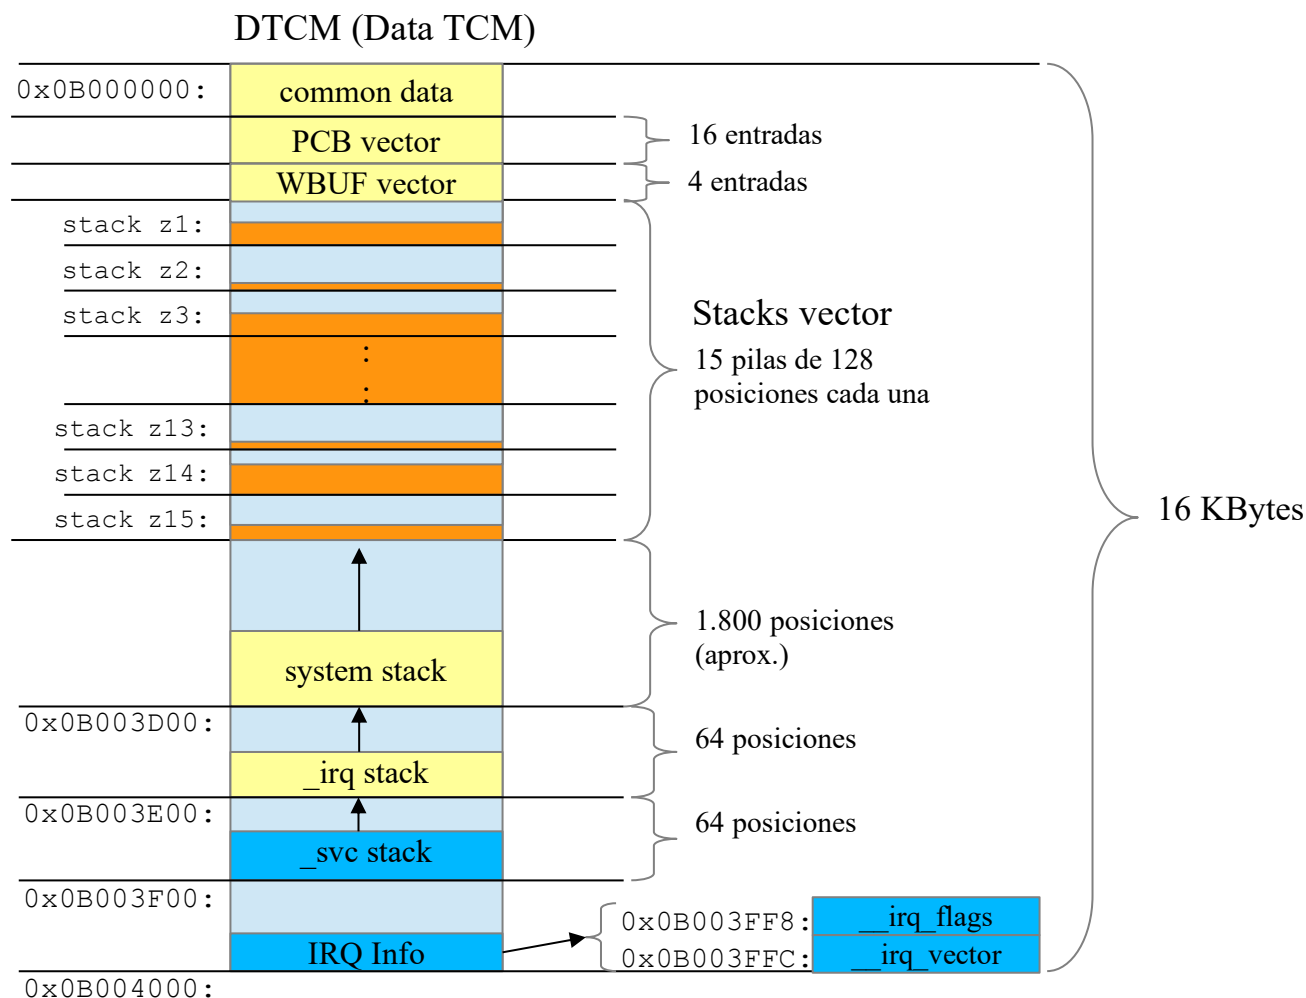 DTCM (Data TCM)
0x0B000000:
common data
PCB vector
16 entradas
WBUF vector
4 entradas
stack z1:
stack z2:
stack z3:
Stacks vector
15 pilas de 128
posiciones cada una
:
:
stack z13:
stack z14:
stack z15:
16 KBytes
1.800 posiciones
(aprox.)
system stack
0x0B003D00:
64 posiciones
_irq stack
0x0B003E00:
64 posiciones
_svc stack
0x0B003F00:
0x0B003FF8:
__irq_flags
IRQ Info
0x0B003FFC:
__irq_vector
0x0B004000: